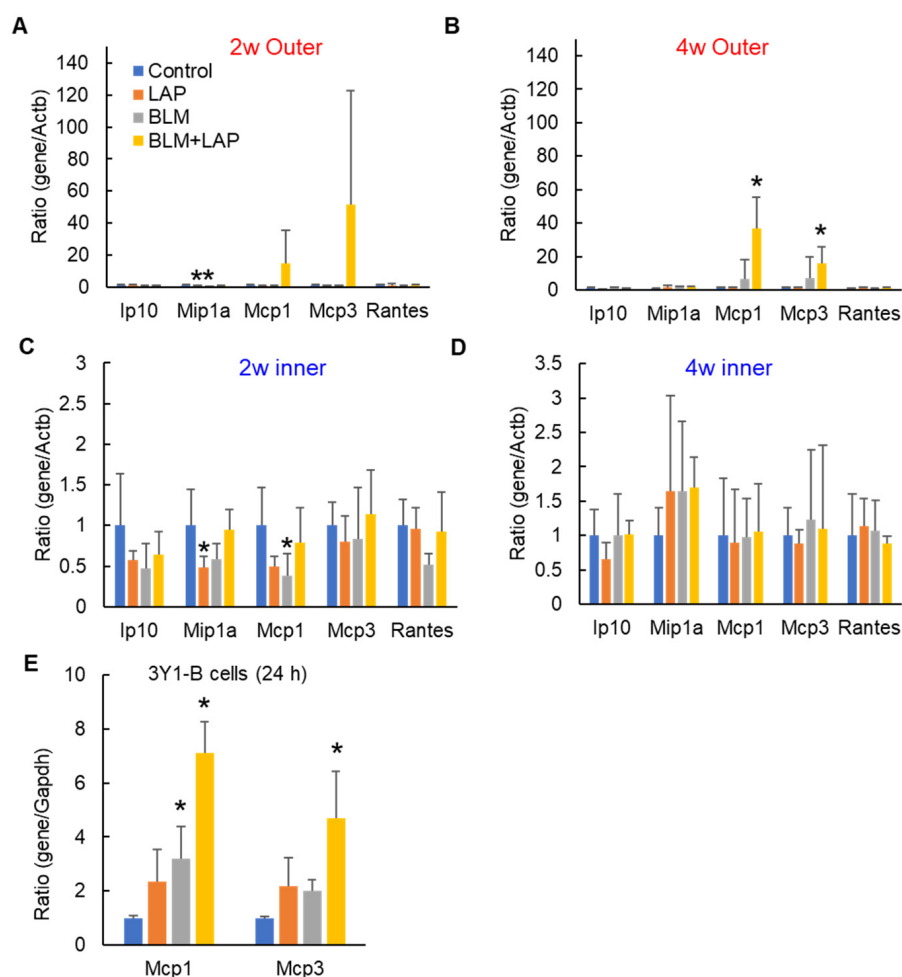 A
2w Outer
Ratio (gene/Actb)
140
120
100
80
60
40
20
0
Control
LAP
BLM
BLM+LAP
**
Ip10 Mip1a Mcp1 Mcp3 Rantes
B
4w Outer
Ratio (gene/Actb)
140
120
100
80
60
40
20
0
*
*
Ip10 Mip1a Mcp1 Mcp3 Rantes
C
2w inner
Ratio (gene/Actb)
3
2.5
2
1.5
1
0.5
0
*
*
Ip10 Mip1a Mcp1 Mcp3 Rantes
D
4w inner
Ratio (gene/Actb)
3.5
3
2.5
2
1.5
1
0.5
0
Ip10 Mip1a Mcp1 Mcp3 Rantes
E
3Y1-B cells (24 h)
Ratio (gene/Gapdh)
10
8
6
4
2
0
*
*
*
Mcp1 Mcp3